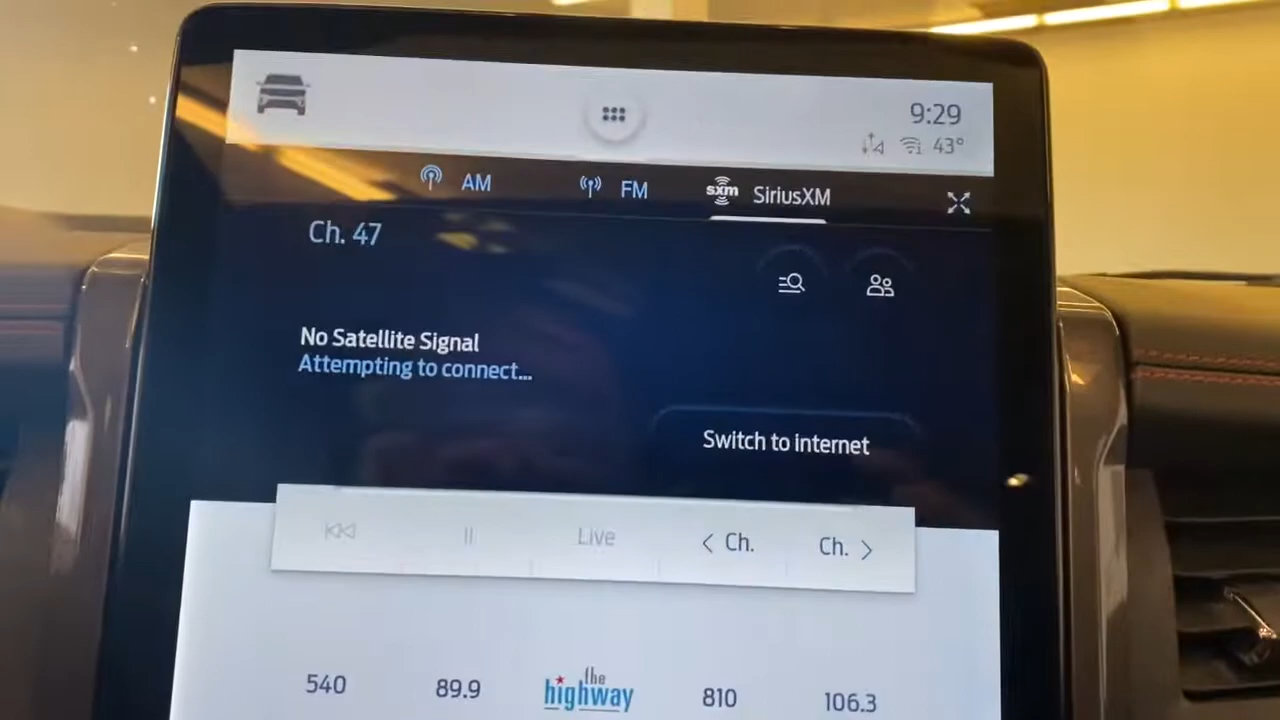 9:29
43°
AM
FM
sxm
SiriusXM
Ch. 47
No Satellite Signal
Attempting to connect...
Switch to internet
Live
< Ch.
Ch. >
540
89.9
the
highway
810
106.3